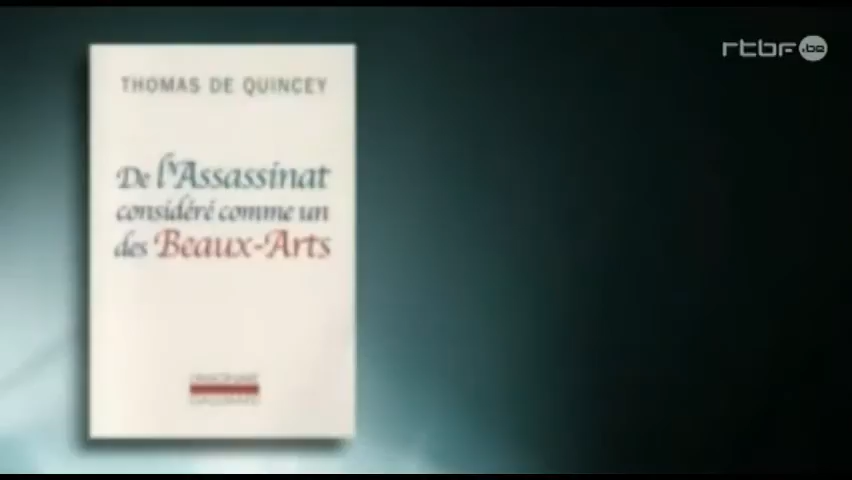 rtbf.be
THOMAS DE QUINCEY
De l'Assassinat
considéré comme un
des Beaux-Arts